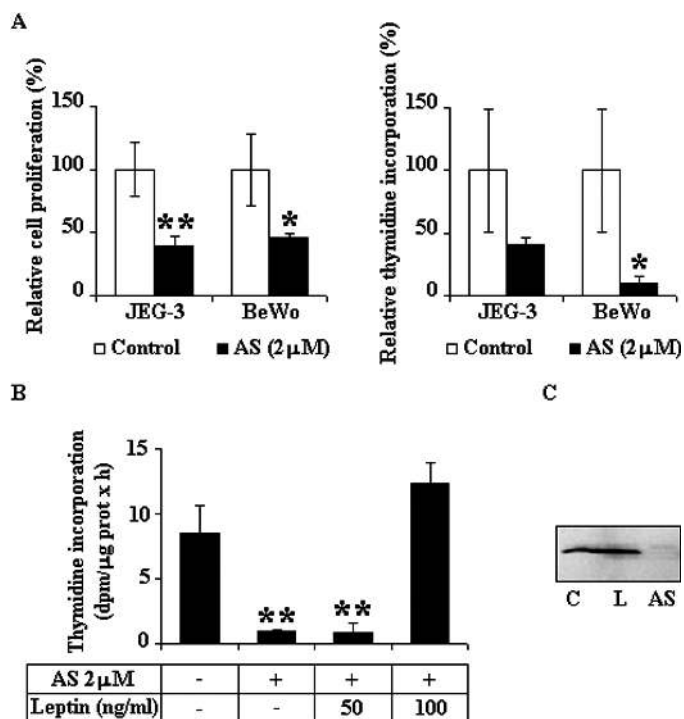 A
Relative cell proliferation (%)
150
100
50
0
** *
JEG-3 BeWo
Control AS (2 µM)
Relative thymidine incorporation (%)
150
100
50
0
*
JEG-3 BeWo
Control AS (2 µM)
B
Thymidine incorporation
(dpm/µg prot x h)
15
10
5
0
** **
AS 2µM - + + +
Leptin (ng/ml) - - 50 100
C
C L AS